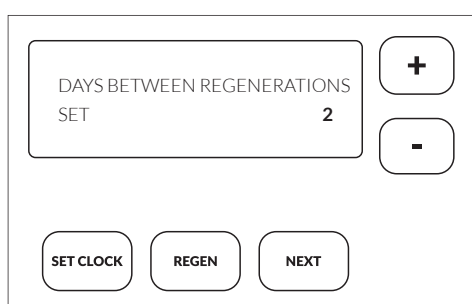 DAYS BETWEEN REGENERATIONS
SET 2
+
-
SET CLOCK
REGEN
NEXT